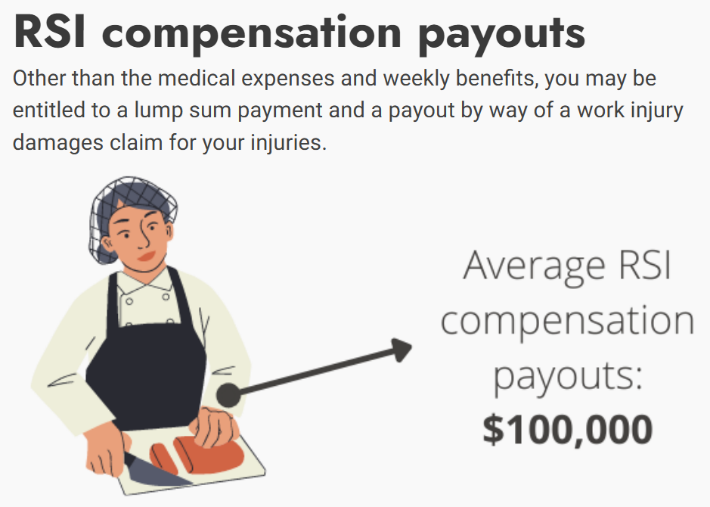 RSI compensation payouts
Other than the medical expenses and weekly benefits, you may be
entitled to a lump sum payment and a payout by way of a work injury
damages claim for your injuries.
Average RSI
compensation
payouts:
$100,000